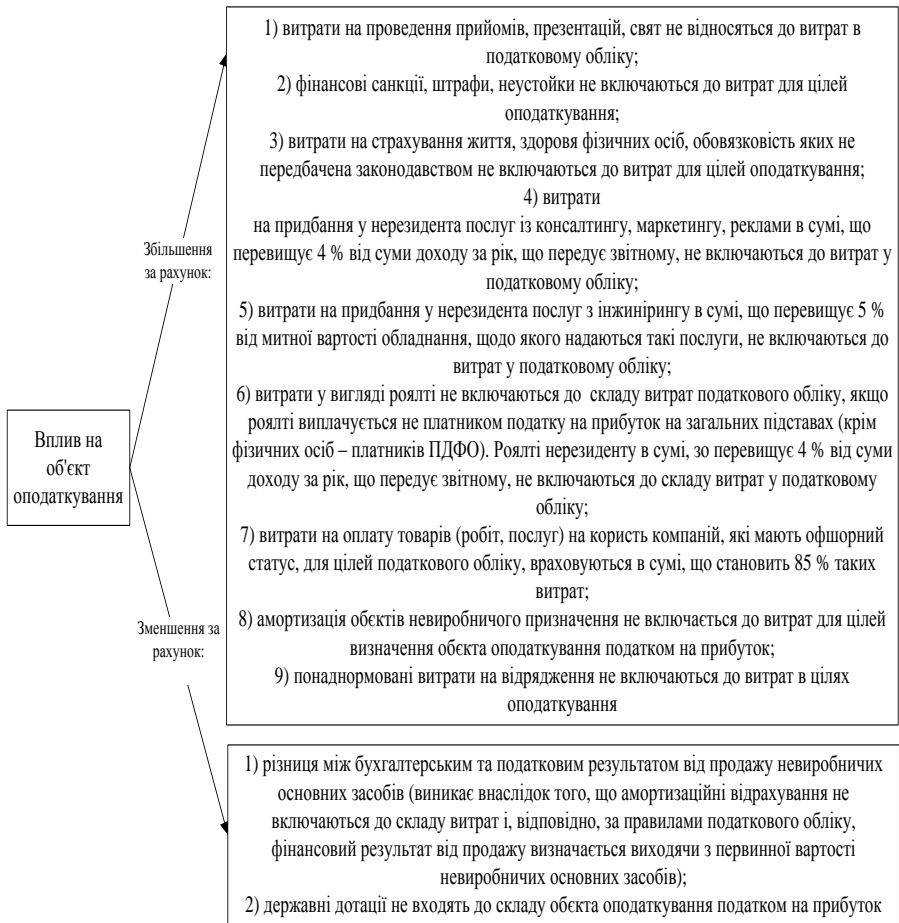 1) витрати на проведення прийомів, презентацій, свят не відносяться до витрат в
податковому обліку;
2) фінансові санкції, штрафи, неустойки не включаються до витрат для цілей
оподаткування;
3) витрати на страхування життя, здоровя фізичних осіб, обовязковість яких не
передбачена законодавством не включаються до витрат для цілей оподаткування;
4) витрати
на придбання у нерезидента послуг із консалтингу, маркетингу, реклами в сумі, що
перевищує 4 % від суми доходу за рік, що передує звітному, не включаються до витрат у
податковому обліку;
5) витрати на придбання у нерезидента послуг з інжинірингу в сумі, що перевищує 5 %
від митної вартості обладнання, щодо якого надаються такі послуги, не включаються до
витрат у податковому обліку;
6) витрати у вигляді роялті не включаються до складу витрат податкового обліку, якщо
роялті виплачується не платником податку на прибуток на загальних підставах (крім
фізичних осіб – платників ПДФО). Роялті нерезиденту в сумі, зо перевищує 4 % від суми
доходу за рік, що передує звітному, не включаються до складу витрат у податковому
обліку;
7) витрати на оплату товарів (робіт, послуг) на користь компаній, які мають офшорний
статус, для цілей податкового обліку, враховуються в сумі, що становить 85 % таких
витрат;
8) амортизація обєктів невиробничого призначення не включається до витрат для цілей
визначення обєкта оподаткування податком на прибуток;
9) понаднормовані витрати на відрядження не включаються до витрат в цілях
оподаткування
Збільшення
за рахунок:
Вплив на
об'єкт
оподаткування
Зменшення за
рахунок:
1) різниця між бухгалтерським та податковим результатом від продажу невиробничих
основних засобів (виникає внаслідок того, що амортизаційні відрахування не
включаються до складу витрат і, відповідно, за правилами податкового обліку,
фінансовий результат від продажу визначається виходячи з первинної вартості
невиробничих основних засобів);
2) державні дотації не входять до складу обєкта оподаткування податком на прибуток